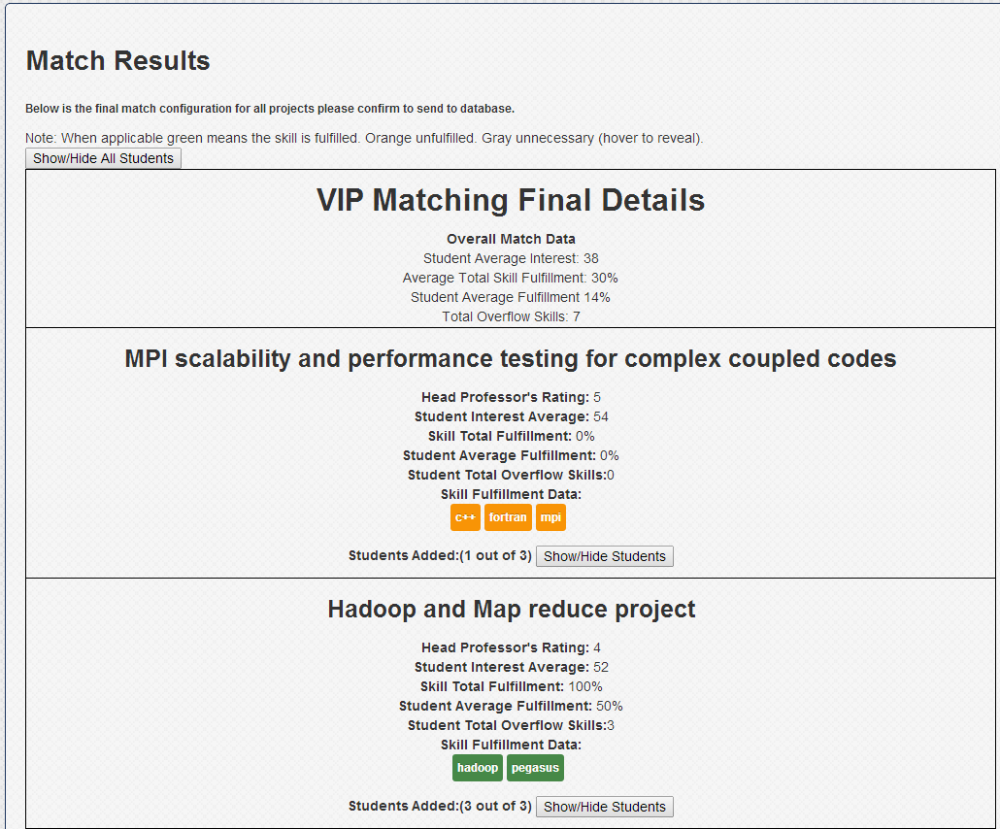 Match Results
Below is the final match configuration for all projects please confirm to send to database.
Note: When applicable green means the skill is fulfilled. Orange unfulfilled. Gray unnecessary (hover to reveal).
Show/Hide All Students
VIP Matching Final Details
Overall Match Data
Student Average Interest: 38
Average Total Skill Fulfillment: 30%
Student Average Fulfillment 14%
Total Overflow Skills: 7
MPI scalability and performance testing for complex coupled codes
Head Professor's Rating: 5
Student Interest Average: 54
Skill Total Fulfillment: 0%
Student Average Fulfillment: 0%
Student Total Overflow Skills:0
Skill Fulfillment Data:
c++ fortran mpi
Students Added:(1 out of 3) Show/Hide Students
Hadoop and Map reduce project
Head Professor's Rating: 4
Student Interest Average: 52
Skill Total Fulfillment: 100%
Student Average Fulfillment: 50%
Student Total Overflow Skills:3
Skill Fulfillment Data:
hadoop pegasus
Students Added:(3 out of 3) Show/Hide Students